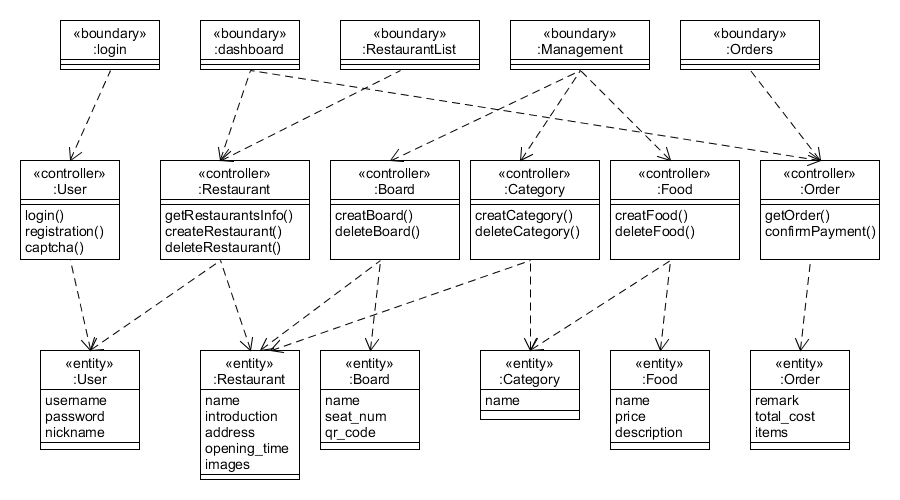 «boundary»
:login
«boundary»
:dashboard
«boundary»
:RestaurantList
«boundary»
:Management
«boundary»
:Orders
«controller»
:User
login()
registration()
captcha()
«controller»
:Restaurant
getRestaurantsInfo()
createRestaurant()
deleteRestaurant()
«controller»
:Board
creatBoard()
deleteBoard()
«controller»
:Category
creatCategory()
deleteCategory()
«controller»
:Food
creatFood()
deleteFood()
«controller»
:Order
getOrder()
confirmPayment()
«entity»
:User
username
password
nickname
«entity»
:Restaurant
name
introduction
address
opening_time
images
«entity»
:Board
name
seat_num
qr_code
«entity»
:Category
name
«entity»
:Food
name
price
description
«entity»
:Order
remark
total_cost
items